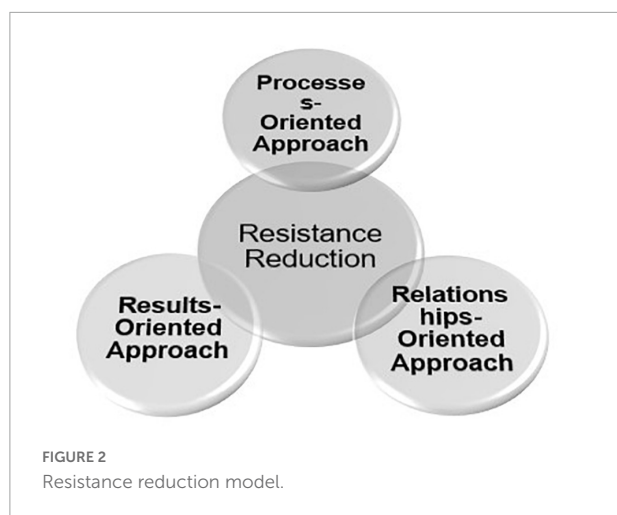 Processe
s-
Oriented
Approach
Resistance
Reduction
Results-
Oriented
Approach
Relations
hips-
Oriented
Approach
FIGURE 2
Resistance reduction model.